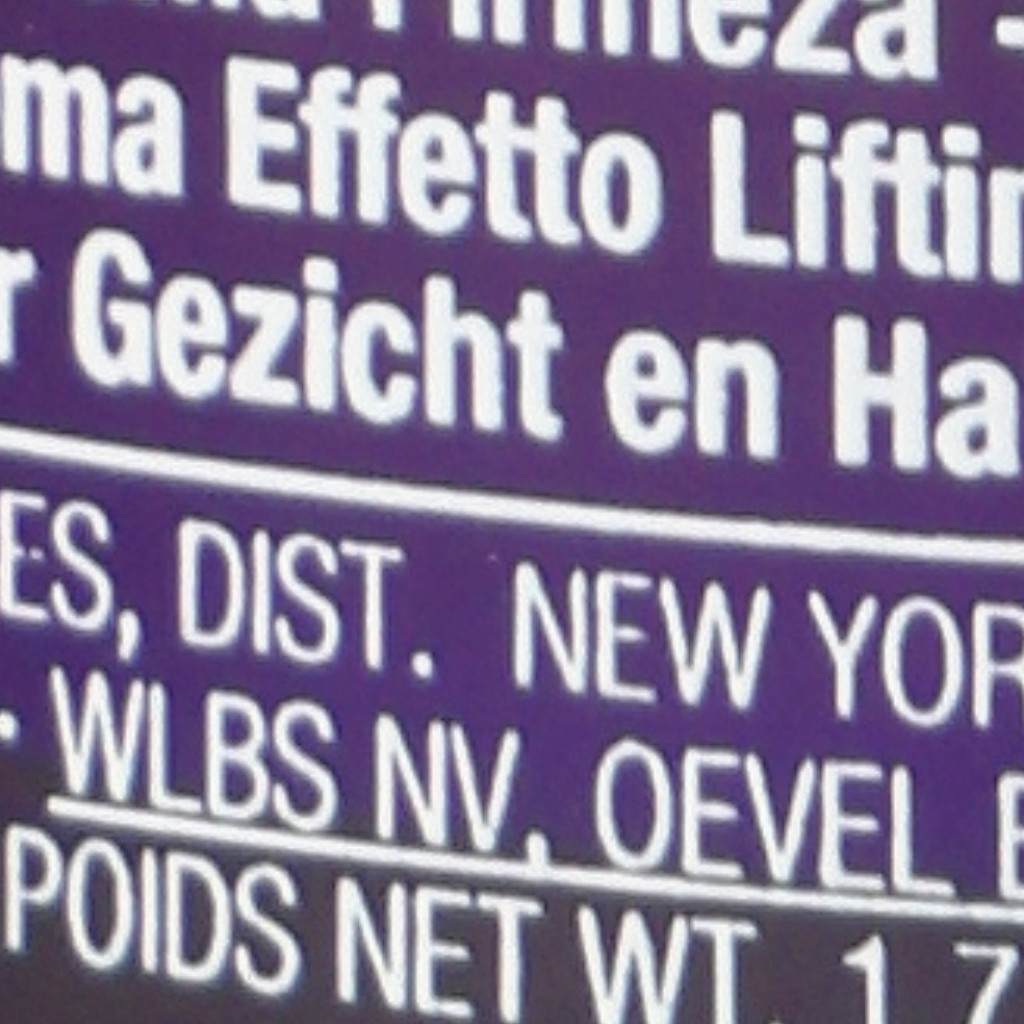 Firmeza -
ma Effetto Liftin
r Gezicht en Ha
ES, DIST. NEW YOR
. WLBS NV, OEVEL B
POIDS NET WT. 1.7